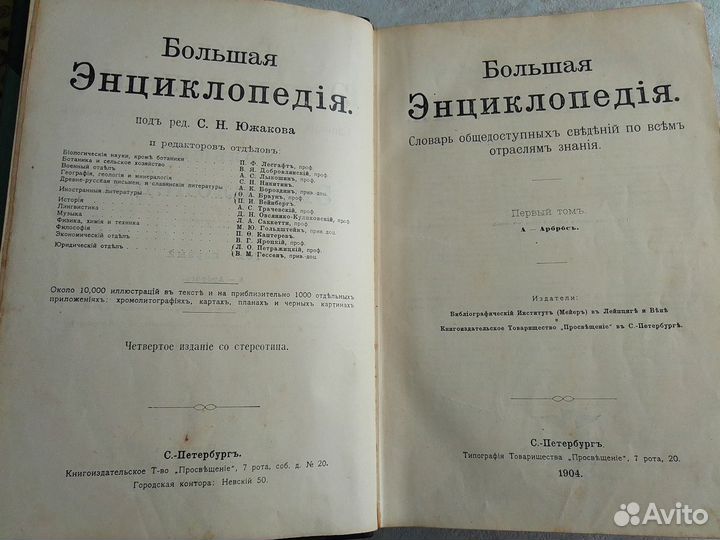 Большая
Энциклопедія.
подъ ред. С. Н. Южакова
и редакторовъ отдѣловъ:
Біологическія науки, кромѣ ботаники П. Ф. Лесгафтъ, проф.
Ботаника и сельское хозяйство В. Я. Добровлянскій, проф.
Военный отдѣлъ А. С. Лыкошинъ, проф.
Географія, геологія и минералогія С. Н. Никитинъ.
Древне-русская письмен. и славянскія литературы А. К. Бороздинъ, прив.-доц.
Иностранныя литературы Ѳ. А. Браунъ, проф.
П. И. Вейнбергъ.
Исторія А. С. Трачевскій, проф.
Лингвистика Д. Н. Овсянико-Куликовскій, проф.
Музыка Л. А. Саккетти, проф.
Физика, химія и техника М. Ю. Гольдштейнъ, прив.-доц.
Философія П. Ѳ. Каптеревъ.
Экономическій отдѣлъ В. Г. Яроцкій, проф.
Юридическій отдѣлъ Л. О. Петражицкій, проф.
В. М. Гессенъ, прив.-доц.
Около 10,000 иллюстрацій въ текстѣ и на приблизительно 1000 отдѣльныхъ
приложеніяхъ: хромолитографіяхъ, картахъ, планахъ и черныхъ картинахъ
Четвертое изданіе со стереотипа.
С.-Петербургъ.
Книгоиздательское Т-во „Просвѣщеніе", 7 рота, соб. д. № 20.
Городская контора: Невскій 50.
Большая
Энциклопедія.
Словарь общедоступныхъ свѣдѣній по всѣмъ
отраслямъ знанія.
Первый томъ.
А — Арбросъ.
Издатели:
Библіографическій Институтъ (Мейеръ) въ Лейпцигѣ и Вѣнѣ
и
Книгоиздательское Товарищество „Просвѣщеніе" въ С.-Петербургѣ.
С.-Петербургъ.
Типографія Товарищества „Просвѣщеніе", 7 рота, 20.
1904.
Avito